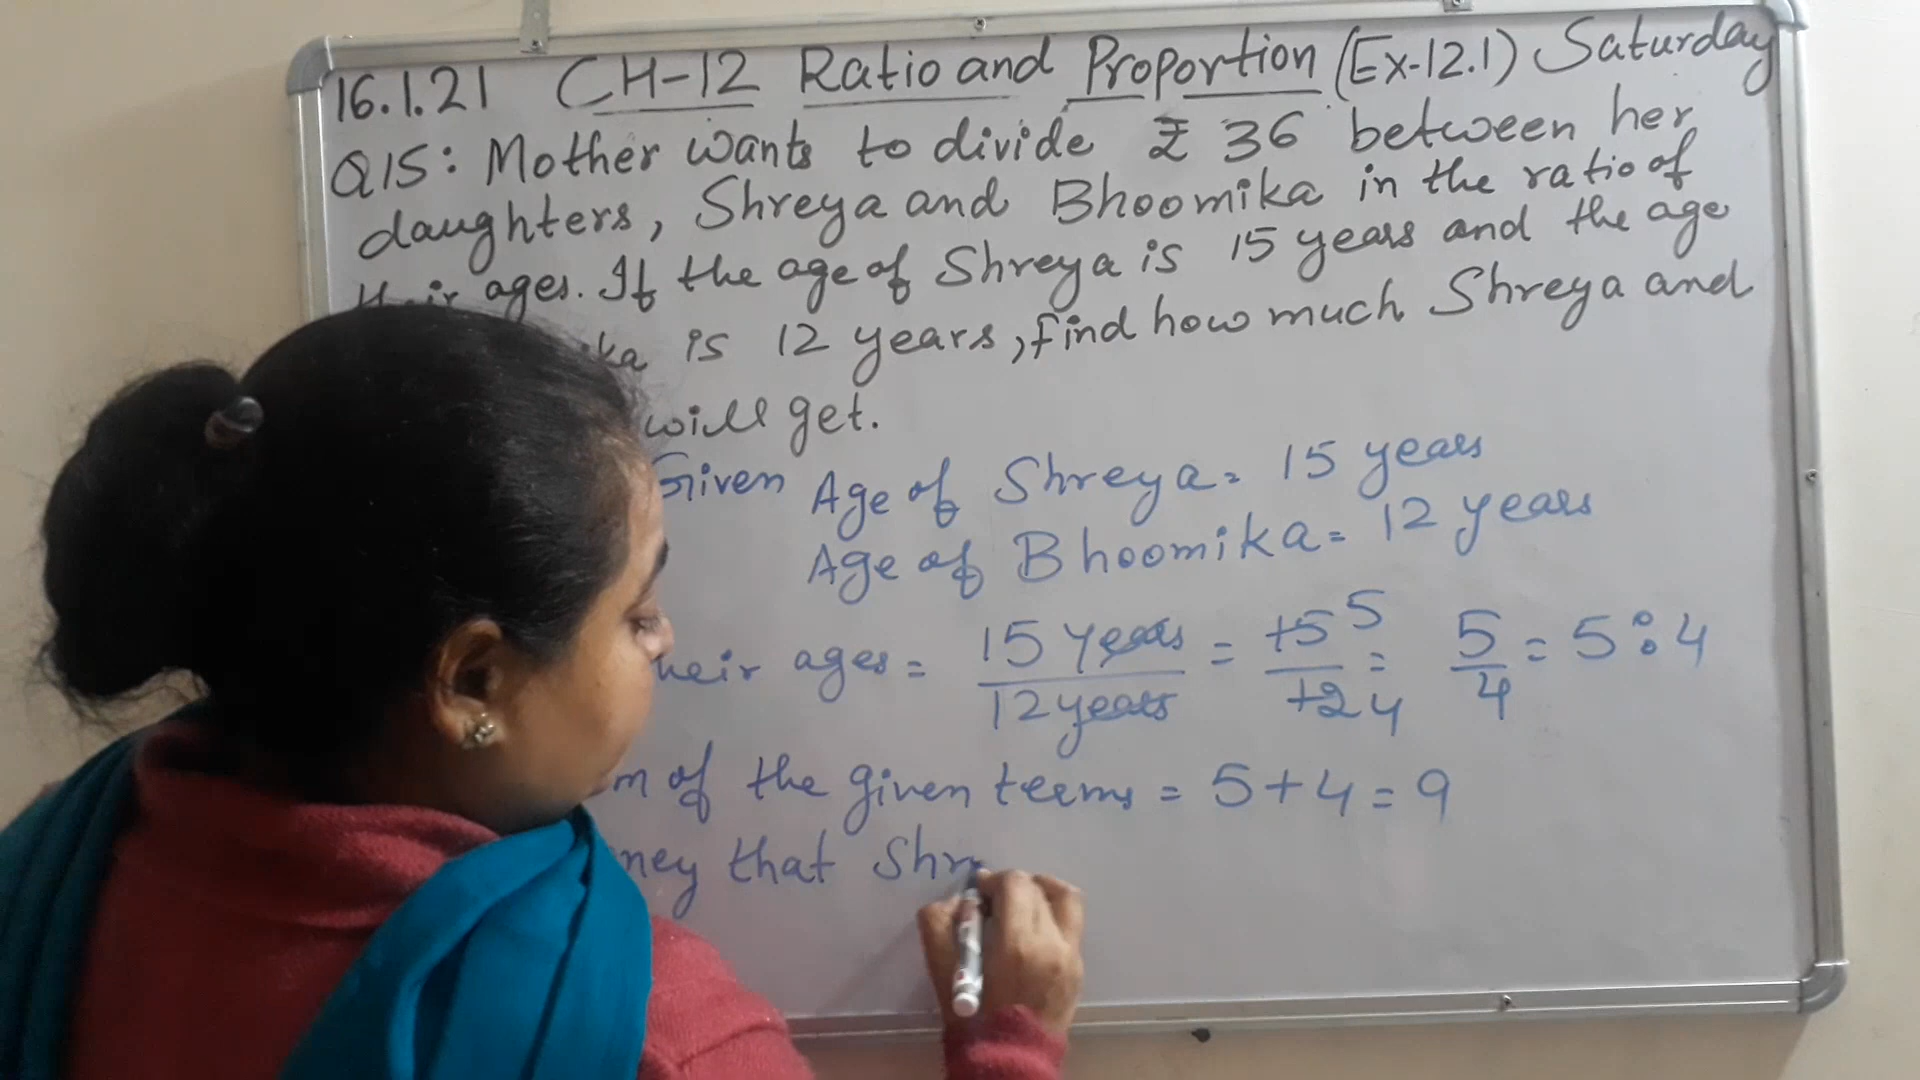 16.1.21 CH-12 Ratio and Proportion (Ex-12.1) Saturday
Q15: Mother wants to divide ₹ 36 between her
daughters, Shreya and Bhoomika in the ratio of
their ages. If the age of Shreya is 15 years and the age
ka is 12 years, find how much Shreya and
will get.
Given Age of Shreya = 15 years
Age of Bhoomika = 12 years
heir ages = 15 years / 12 years = 15 5 / 12 4 = 5/4 = 5:4
m of the given terms = 5+4=9
ney that Shr